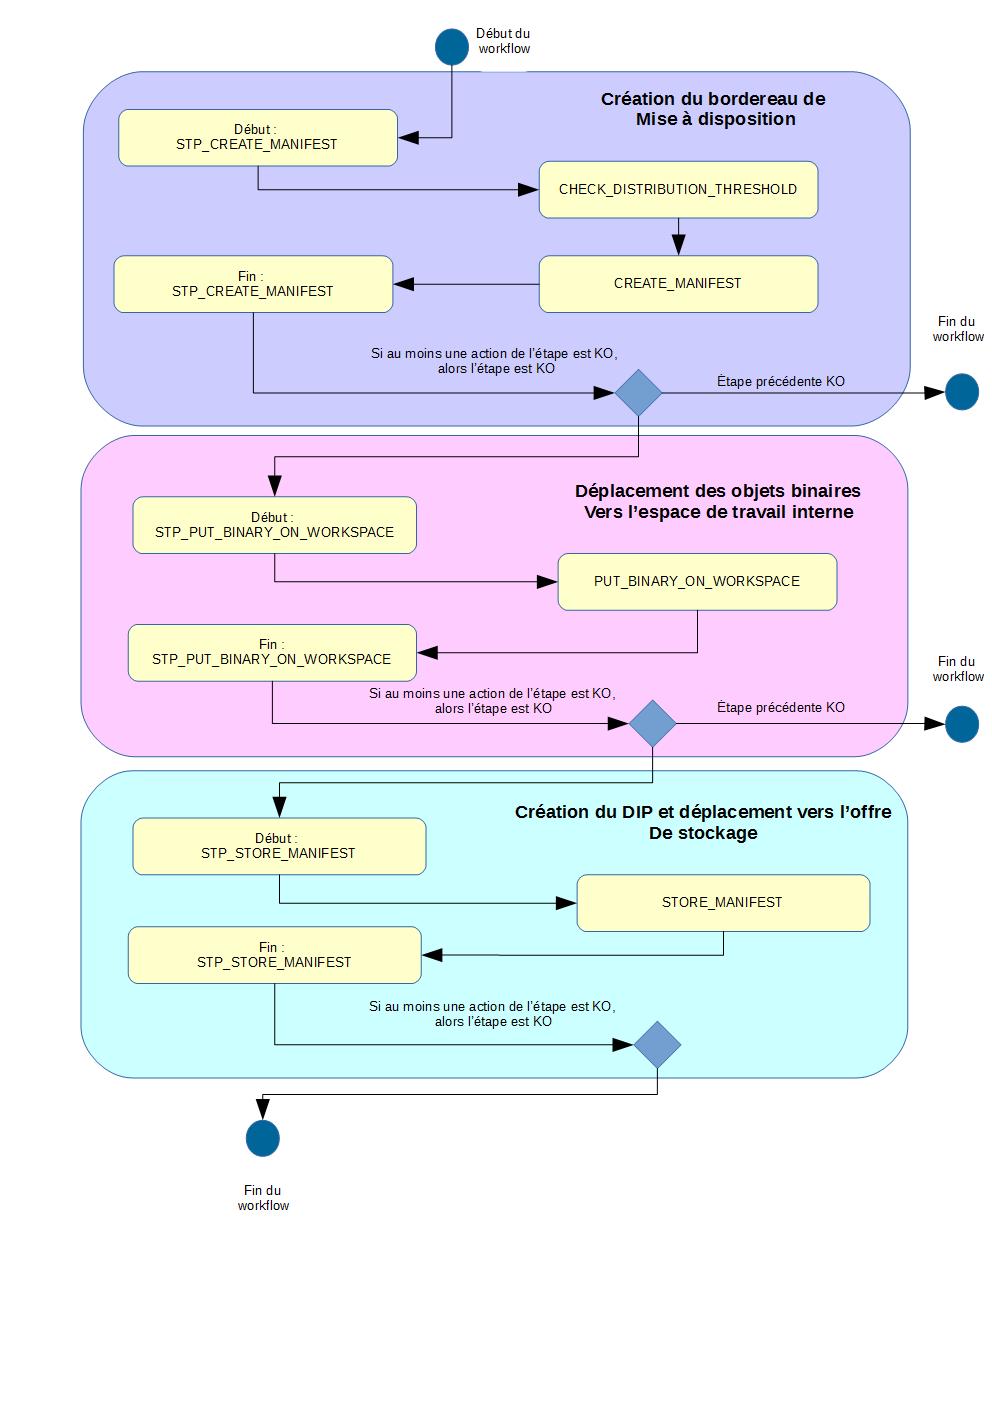 Début du
workflow
Création du bordereau de
Mise à disposition
Début :
STP_CREATE_MANIFEST
CHECK_DISTRIBUTION_THRESHOLD
Fin :
STP_CREATE_MANIFEST
CREATE_MANIFEST
Fin du
workflow
Si au moins une action de l’étape est KO,
alors l’étape est KO
Étape précédente KO
Déplacement des objets binaires
Vers l’espace de travail interne
Début :
STP_PUT_BINARY_ON_WORKSPACE
PUT_BINARY_ON_WORKSPACE
Fin :
STP_PUT_BINARY_ON_WORKSPACE
Fin du
workflow
Si au moins une action de l’étape est KO,
alors l’étape est KO
Étape précédente KO
Création du DIP et déplacement vers l’offre
De stockage
Début :
STP_STORE_MANIFEST
STORE_MANIFEST
Fin :
STP_STORE_MANIFEST
Si au moins une action de l’étape est KO,
alors l’étape est KO
Fin du
workflow